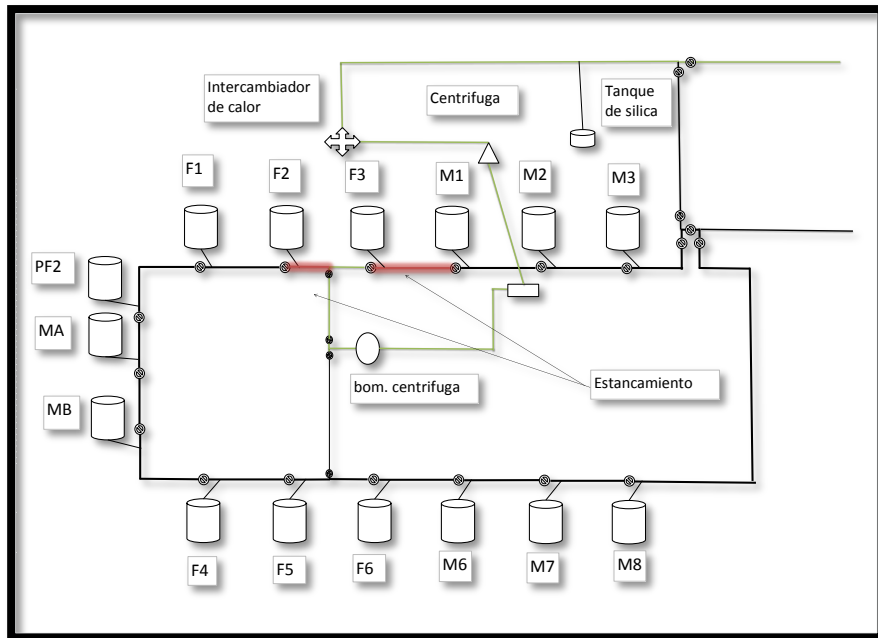 Intercambiador
de calor
Centrifuga
Tanque
de silica
F1
F2
F3
M1
M2
M3
PF2
MA
MB
bom. centrifuga
Estancamiento
F4
F5
F6
M6
M7
M8